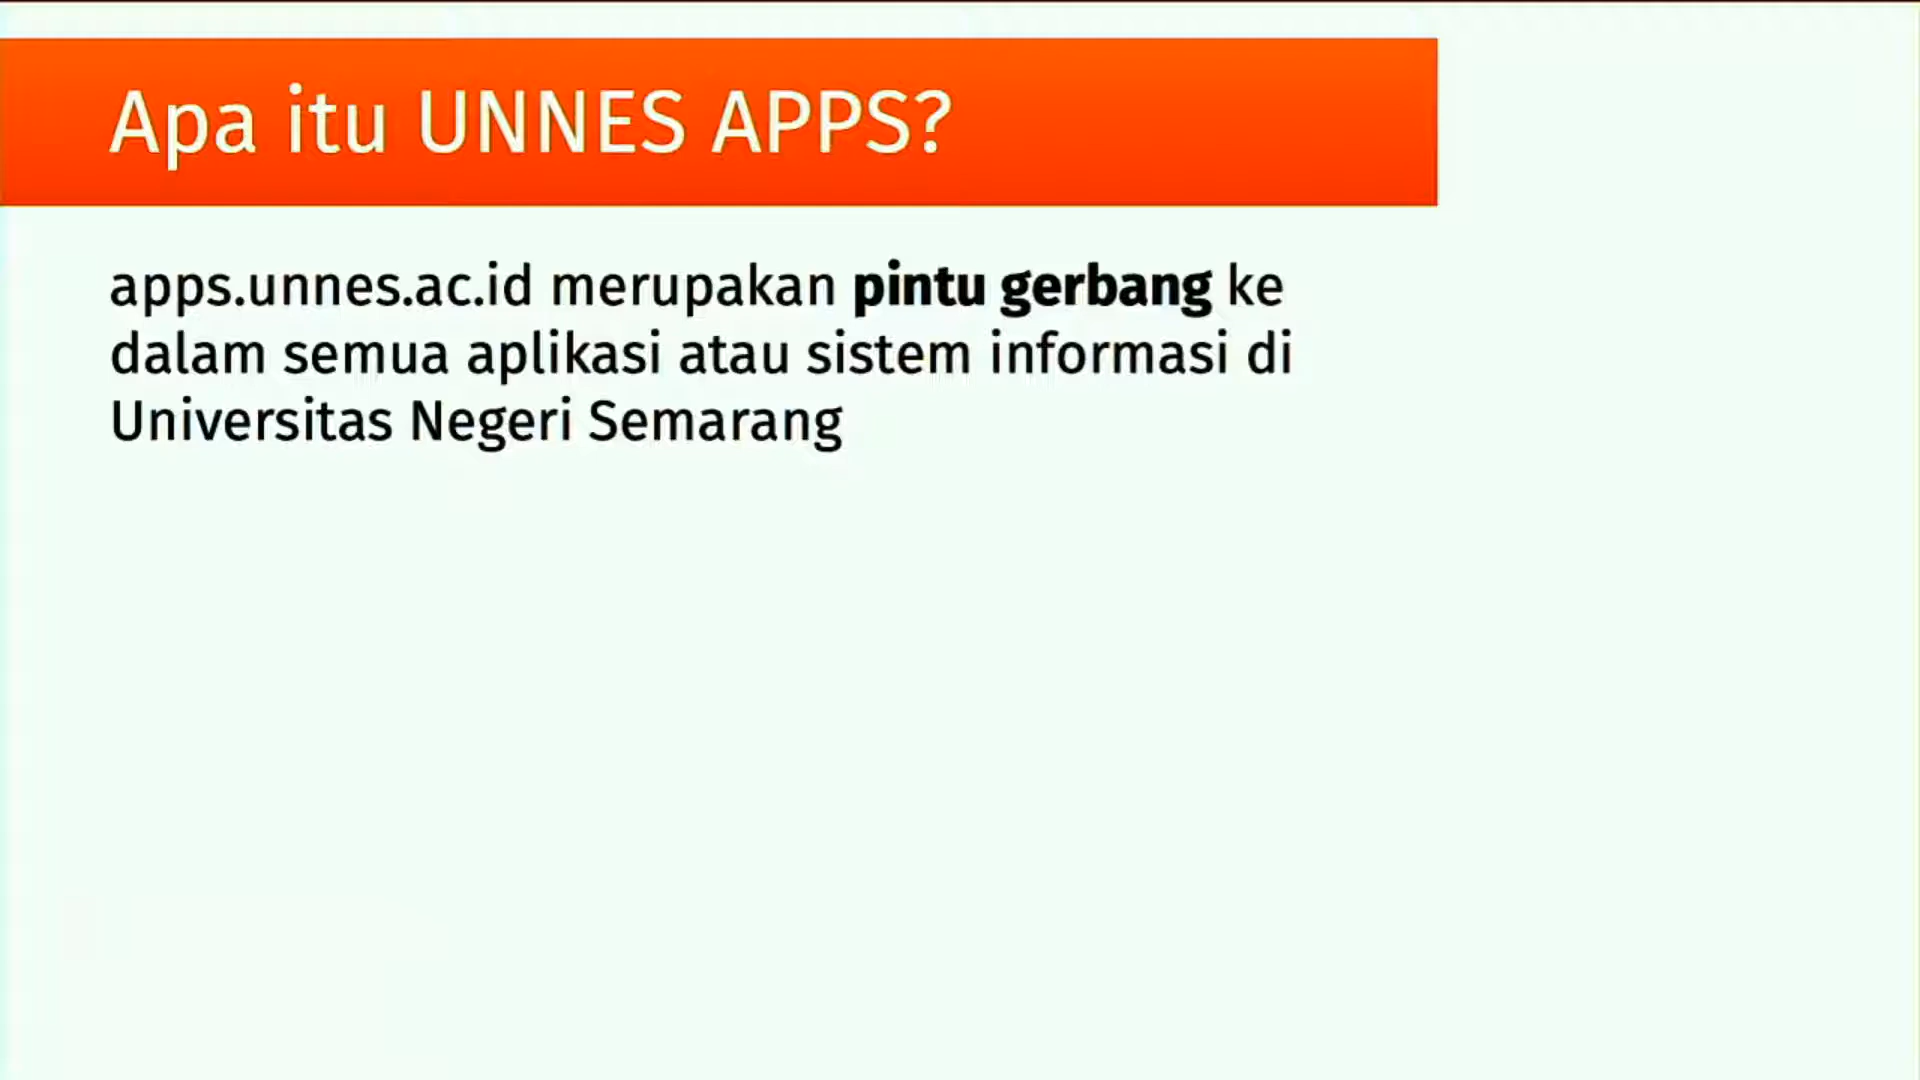 Apa itu UNNES APPS?
apps.unnes.ac.id merupakan pintu gerbang ke
dalam semua aplikasi atau sistem informasi di
Universitas Negeri Semarang